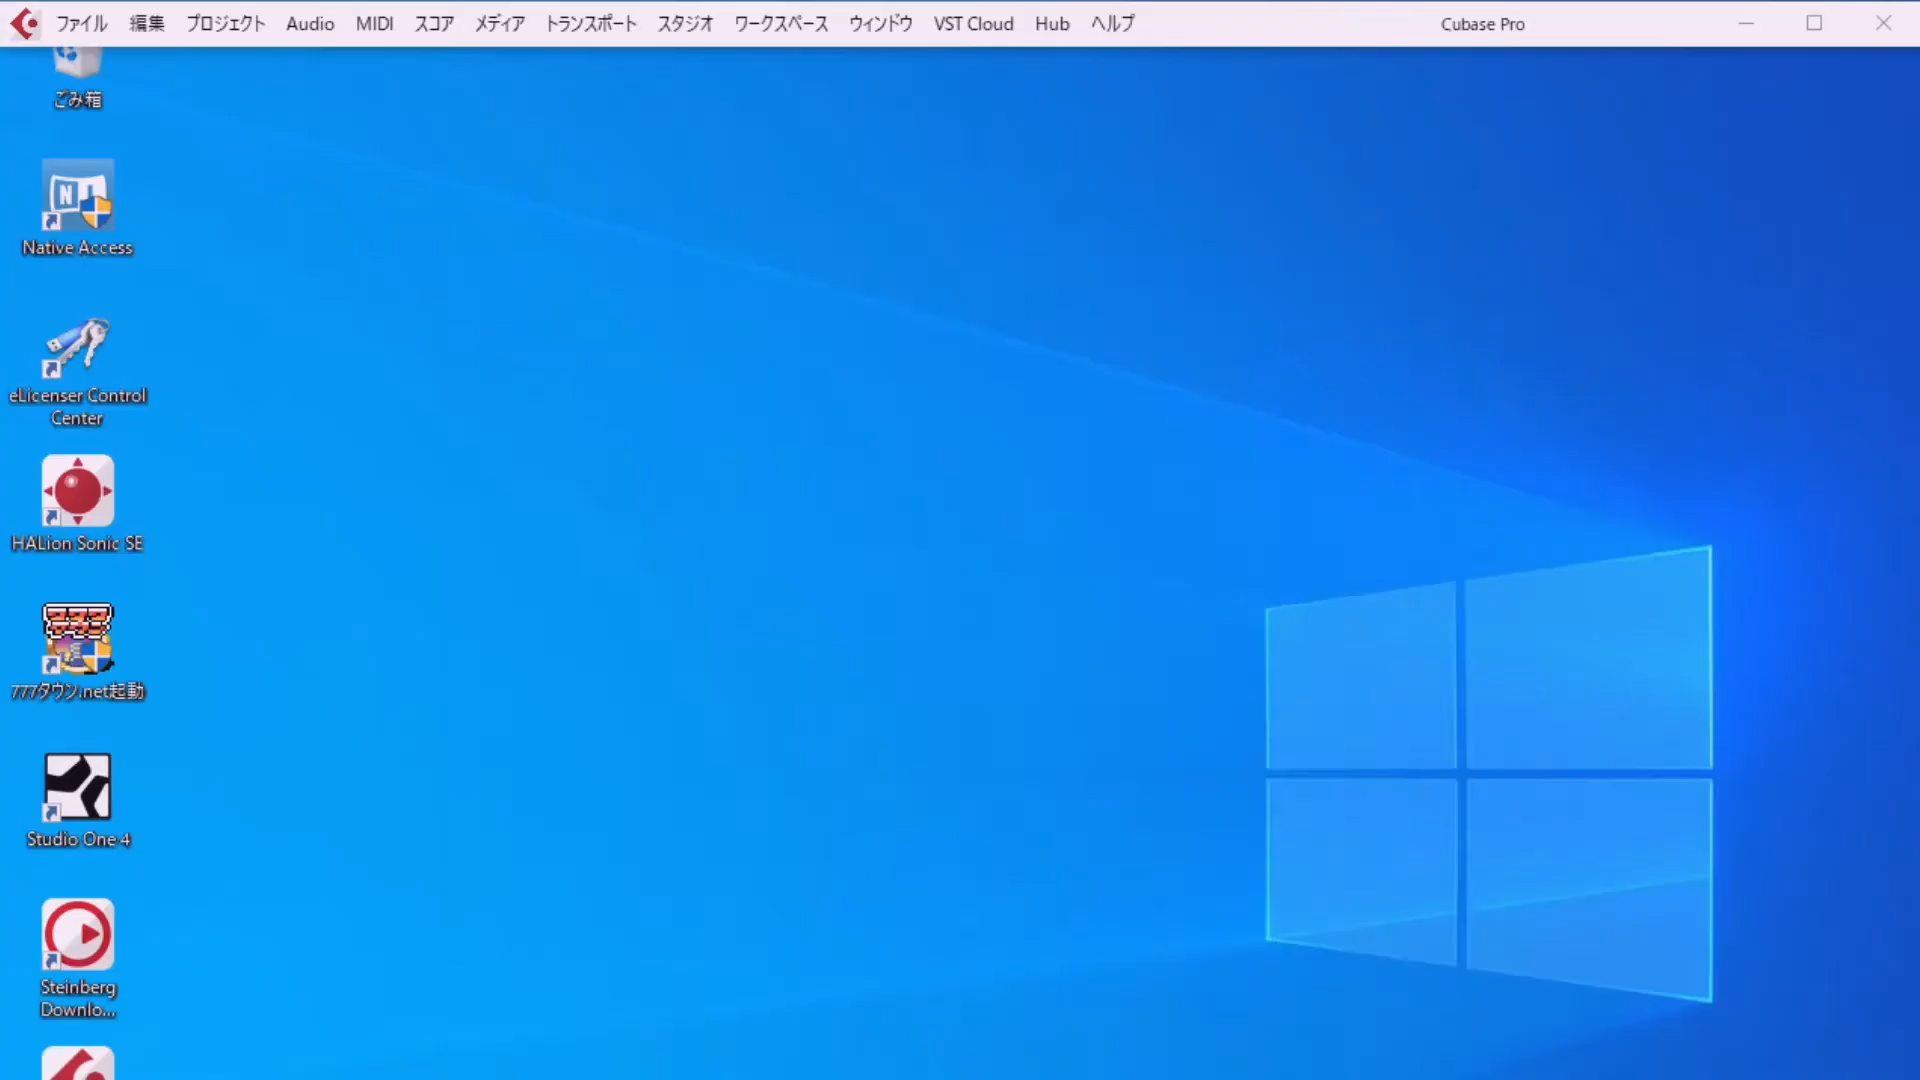 ファイル 編集 プロジェクト Audio MIDI スコア メディア トランスポート スタジオ ワークスペース ウィンドウ VST Cloud Hub ヘルプ Cubase Pro
ごみ箱
Native Access
eLicenser Control
Center
HALion Sonic SE
777タウン.net起動
Studio One 4
Steinberg
Downlo...